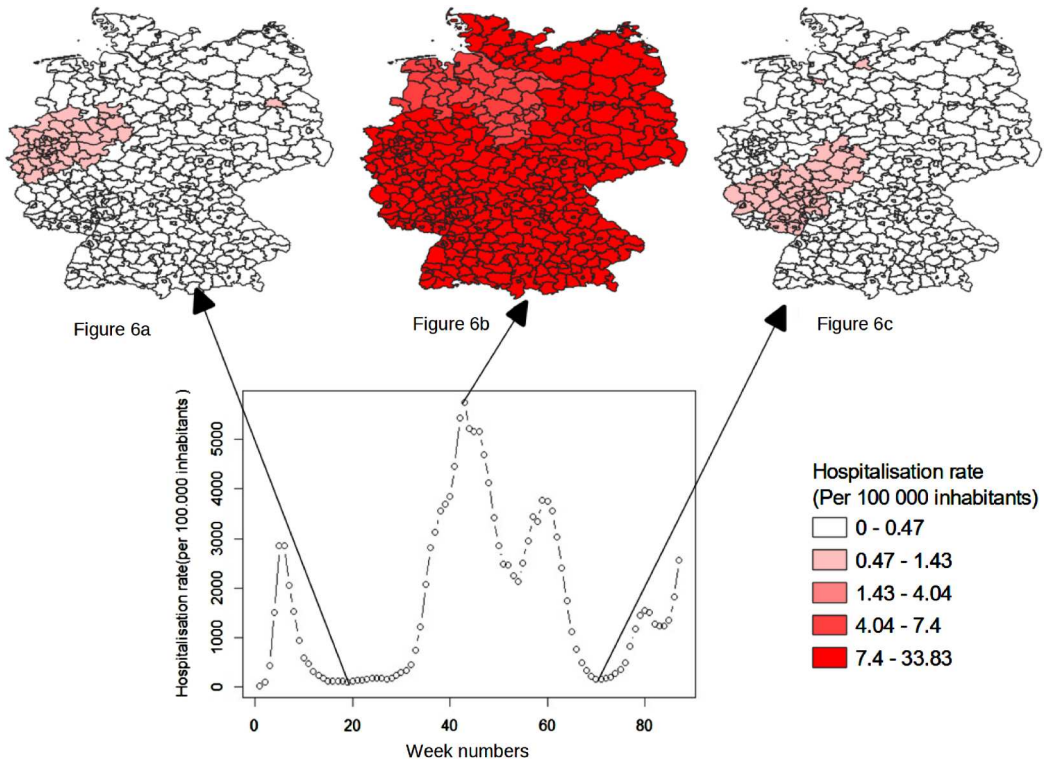 Figure 6a
Figure 6b
Figure 6c
Hospitalisation rate(per 100.000 inhabitants )
5000
4000
3000
2000
1000
0
0 20 40 60 80
Week numbers
Hospitalisation rate
(Per 100 000 inhabitants)
0 - 0.47
0.47 - 1.43
1.43 - 4.04
4.04 - 7.4
7.4 - 33.83